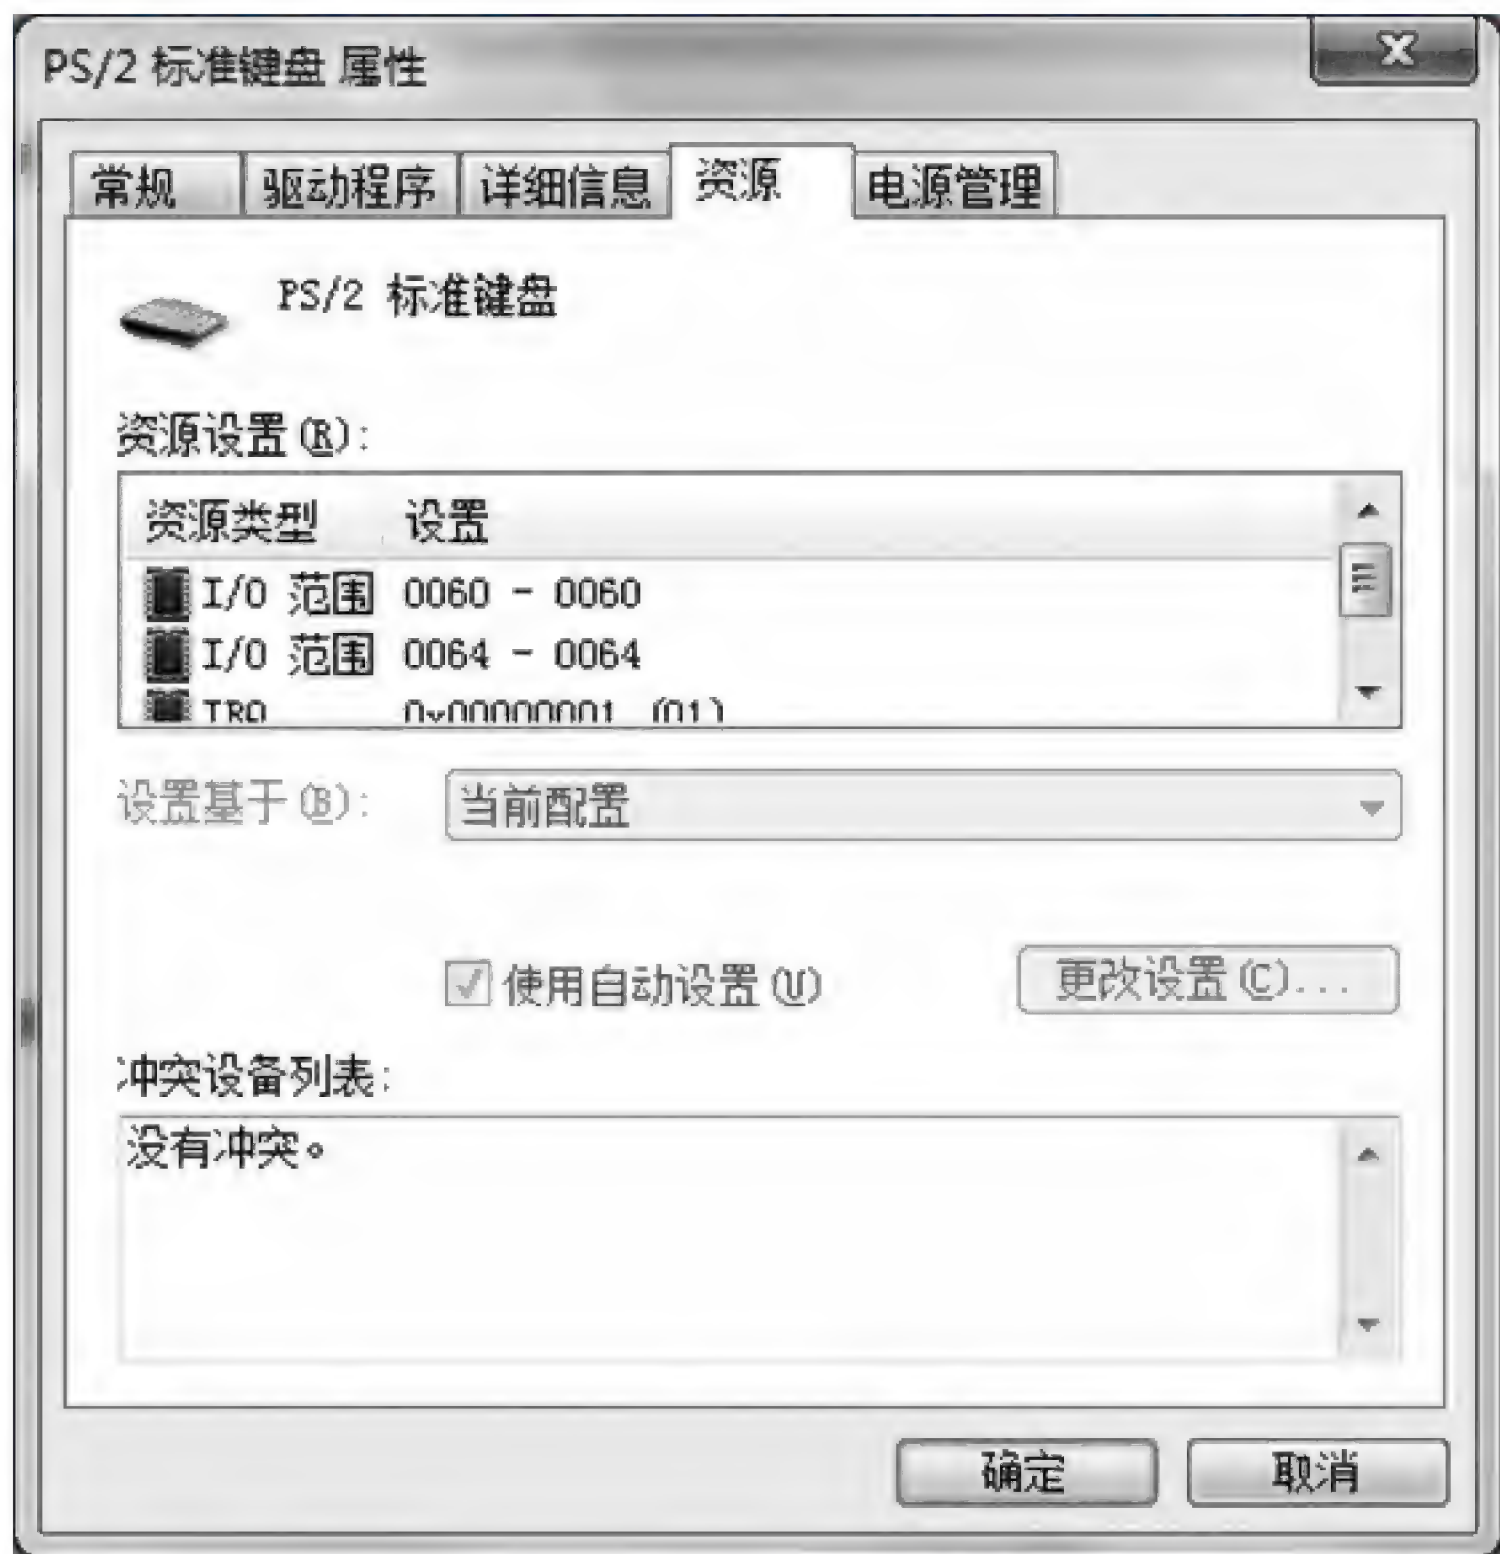 PS/2 标准键盘 属性
常规 驱动程序 详细信息 资源 电源管理
PS/2 标准键盘
资源设置(R):
资源类型 设置
I/O 范围 0060 - 0060
I/O 范围 0064 - 0064
IRQ 0x00000001 (01)
设置基于(B): 当前配置
使用自动设置(U) 更改设置(C)...
冲突设备列表:
没有冲突。
确定 取消